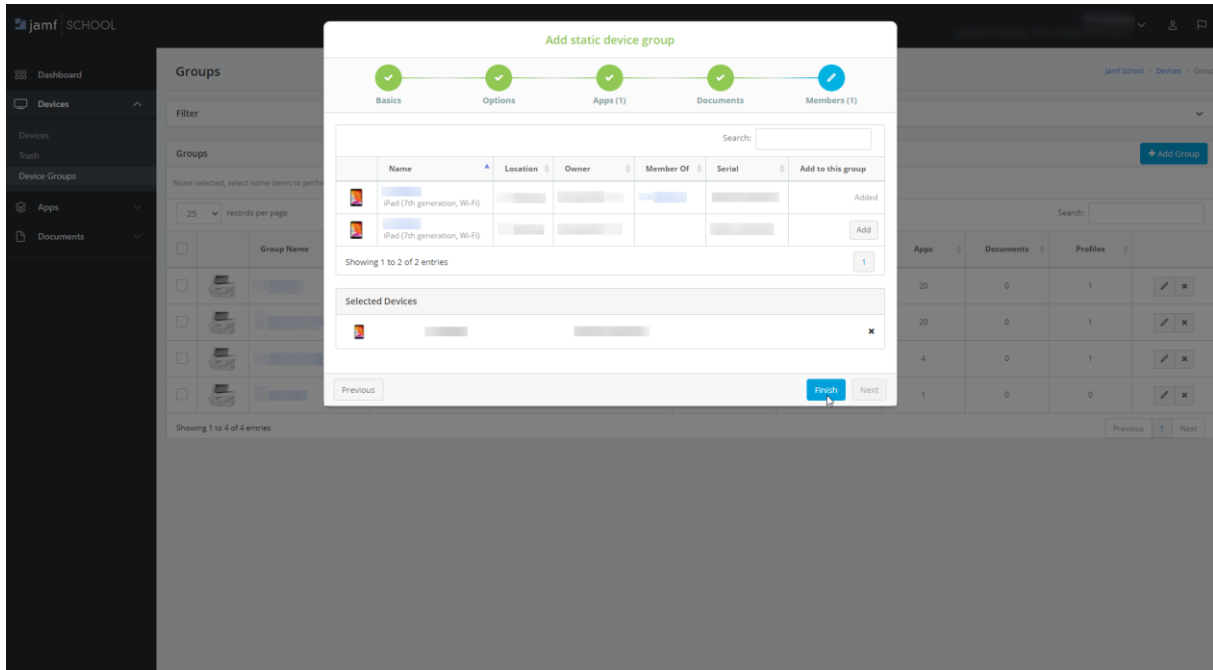 jamf SCHOOL
Add static device group
Dashboard
Groups
Jamf School Devices
Basics
Options
Apps (1)
Documents
Members (1)
Devices
Filter
Devices
Trash
Device Groups
Search:
Groups
+ Add Group
Name
Location
Owner
Member Of
Serial
Add to this group
None selected, select some items to
iPad (7th generation, Wi-Fi)
Added
Apps
25 records per page
Search:
iPad (7th generation, Wi-Fi)
Add
Documents
Group Name
Apps
Documents
Profiles
Showing 1 to 2 of 2 entries
1
20 0 1
Selected Devices
20 0 1
4 0 1
Previous
Finish
Next
1 0 0
Showing 1 to 4 of 4 entries
Previous 1 Next